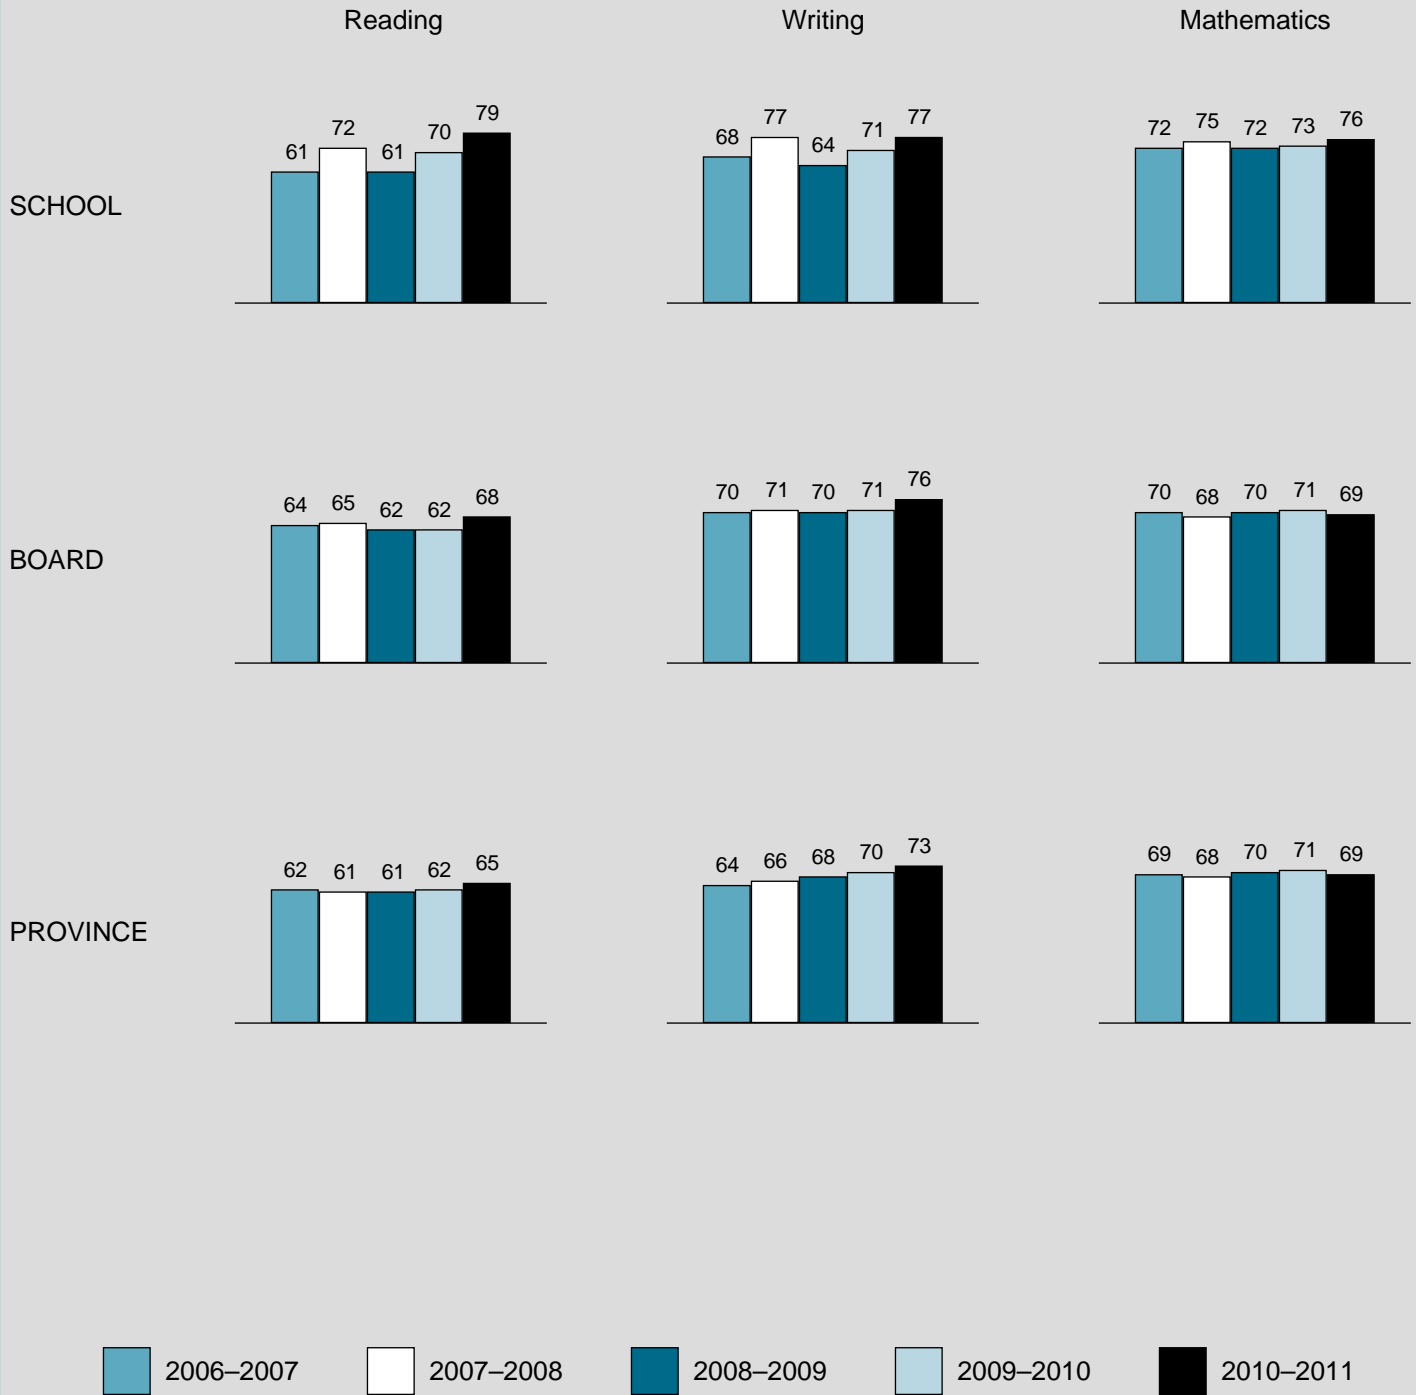 Reading Writing Mathematics
SCHOOL
61 72 61 70 79
68 77 64 71 77
72 75 72 73 76
BOARD
64 65 62 62 68
70 71 70 71 76
70 68 70 71 69
PROVINCE
62 61 61 62 65
64 66 68 70 73
69 68 70 71 69
2006–2007 2007–2008 2008–2009 2009–2010 2010–2011